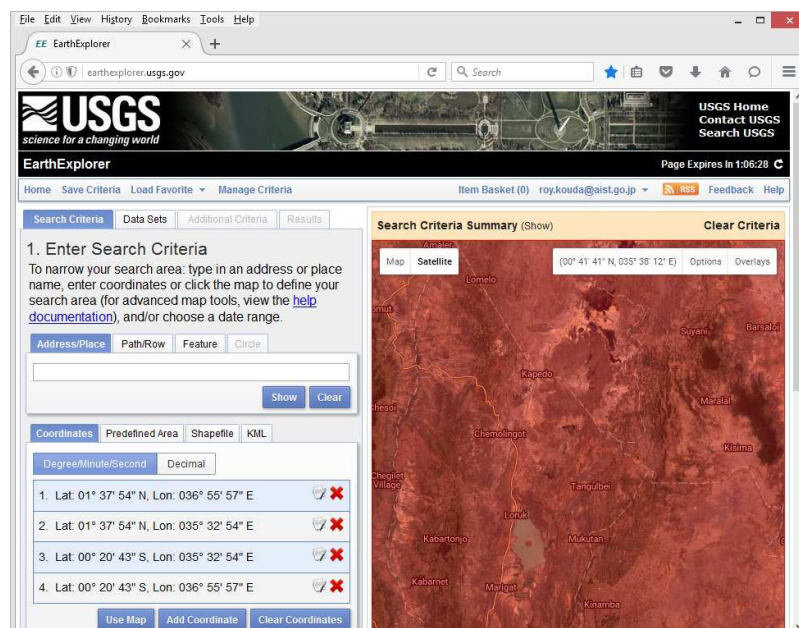 File Edit View History Bookmarks Tools Help
EE EarthExplorer × +
earthexplorer.usgs.gov
Search
USGS
science for a changing world
USGS Home
Contact USGS
Search USGS
EarthExplorer
Page Expires In 1:06:28
Home Save Criteria Load Favorite Manage Criteria
Item Basket (0) roy.kouda@aist.go.jp RSS Feedback Help
Search Criteria Data Sets Additional Criteria Results
1. Enter Search Criteria
To narrow your search area: type in an address or place
name, enter coordinates or click the map to define your
search area (for advanced map tools, view the help
documentation), and/or choose a date range.
Address/Place Path/Row Feature Circle
Show Clear
Coordinates Predefined Area Shapefile KML
Degree/Minute/Second Decimal
1. Lat: 01° 37' 54" N, Lon: 036° 55' 57" E
2. Lat: 01° 37' 54" N, Lon: 035° 32' 54" E
3. Lat: 00° 20' 43" S, Lon: 035° 32' 54" E
4. Lat: 00° 20' 43" S, Lon: 036° 55' 57" E
Use Map Add Coordinate Clear Coordinates
Search Criteria Summary (Show)
Clear Criteria
Map Satellite
(00° 41' 41" N, 035° 38' 12" E) Options Overlays
Amaler
Lomelo
Suyani
Barsaloi
Kapedo
Maralal
Chemolingot
Kisima
Chegilet
Village
Tangulbei
Loruk
Kabartonjo
Mukutan
Kabarnet
Marigat
Kinamba